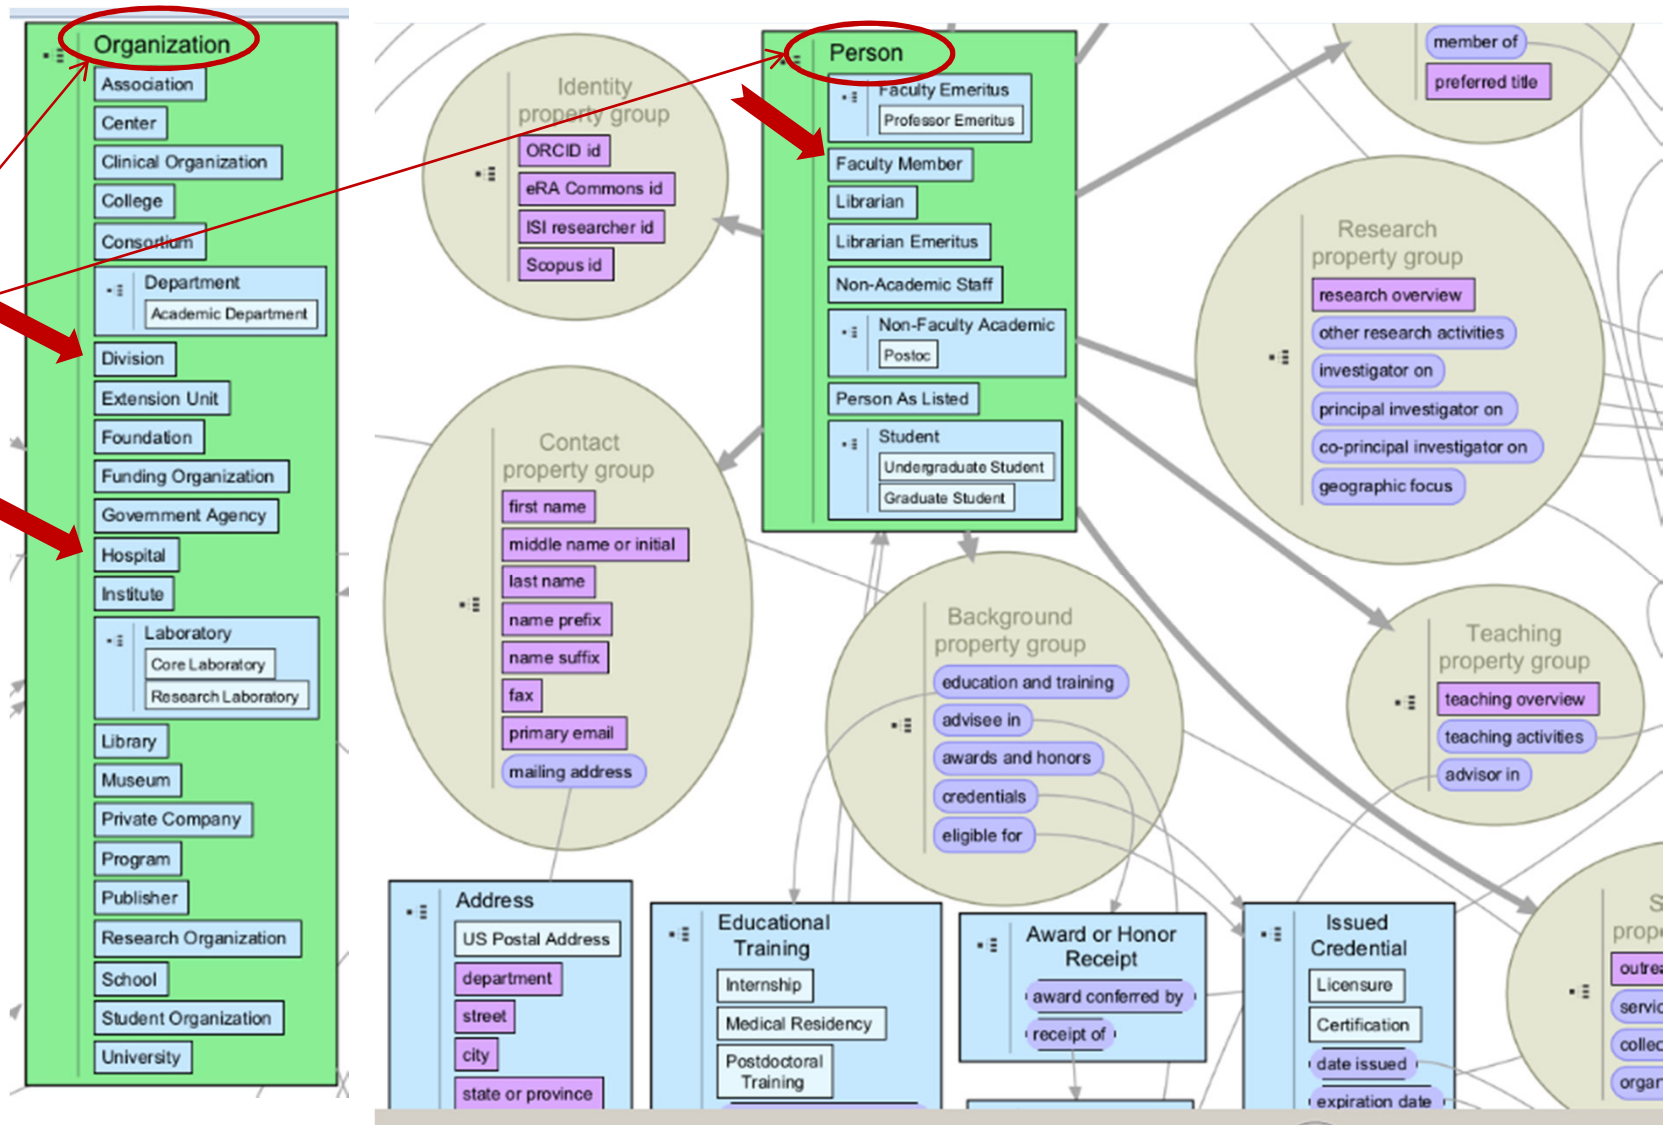 Organization
Association
Center
Clinical Organization
College
Consortium
Department
Academic Department
Division
Extension Unit
Foundation
Funding Organization
Government Agency
Hospital
Institute
Laboratory
Core Laboratory
Research Laboratory
Library
Museum
Private Company
Program
Publisher
Research Organization
School
Student Organization
University
Identity
property group
ORCID id
eRA Commons id
ISI researcher id
Scopus id
Person
Faculty Emeritus
Professor Emeritus
Faculty Member
Librarian
Librarian Emeritus
Non-Academic Staff
Non-Faculty Academic
Postoc
Person As Listed
Student
Undergraduate Student
Graduate Student
member of
preferred title
Research
property group
research overview
other research activities
investigator on
principal investigator on
co-principal investigator on
geographic focus
Contact
property group
first name
middle name or initial
last name
name prefix
name suffix
fax
primary email
mailing address
Background
property group
education and training
advisee in
awards and honors
credentials
eligible for
Teaching
property group
teaching overview
teaching activities
advisor in
Address
US Postal Address
department
street
city
state or province
Educational
Training
Internship
Medical Residency
Postdoctoral
Training
Award or Honor
Receipt
award conferred by
receipt of
Issued
Credential
Licensure
Certification
date issued
expiration date
S
prope
outrea
servic
collec
organ